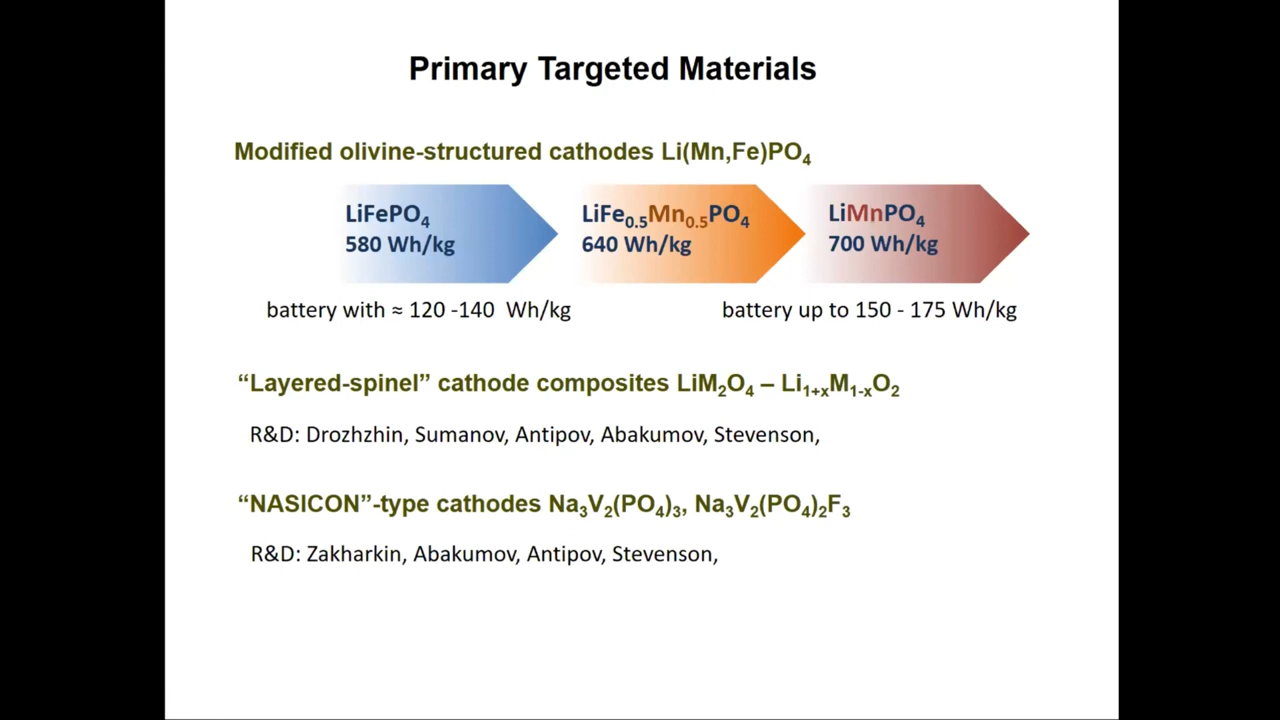 Primary Targeted Materials
Modified olivine-structured cathodes Li(Mn,Fe)PO₄
LiFePO₄
580 Wh/kg
LiFe₀.₅Mn₀.₅PO₄
640 Wh/kg
LiMnPO₄
700 Wh/kg
battery with ≈ 120 -140 Wh/kg
battery up to 150 - 175 Wh/kg
“Layered-spinel” cathode composites LiM₂O₄ – Li₁₊ₓM₁₋ₓO₂
R&D: Drozhzhin, Sumanov, Antipov, Abakumov, Stevenson,
“NASICON”-type cathodes Na₃V₂(PO₄)₃, Na₃V₂(PO₄)₂F₃
R&D: Zakharkin, Abakumov, Antipov, Stevenson,